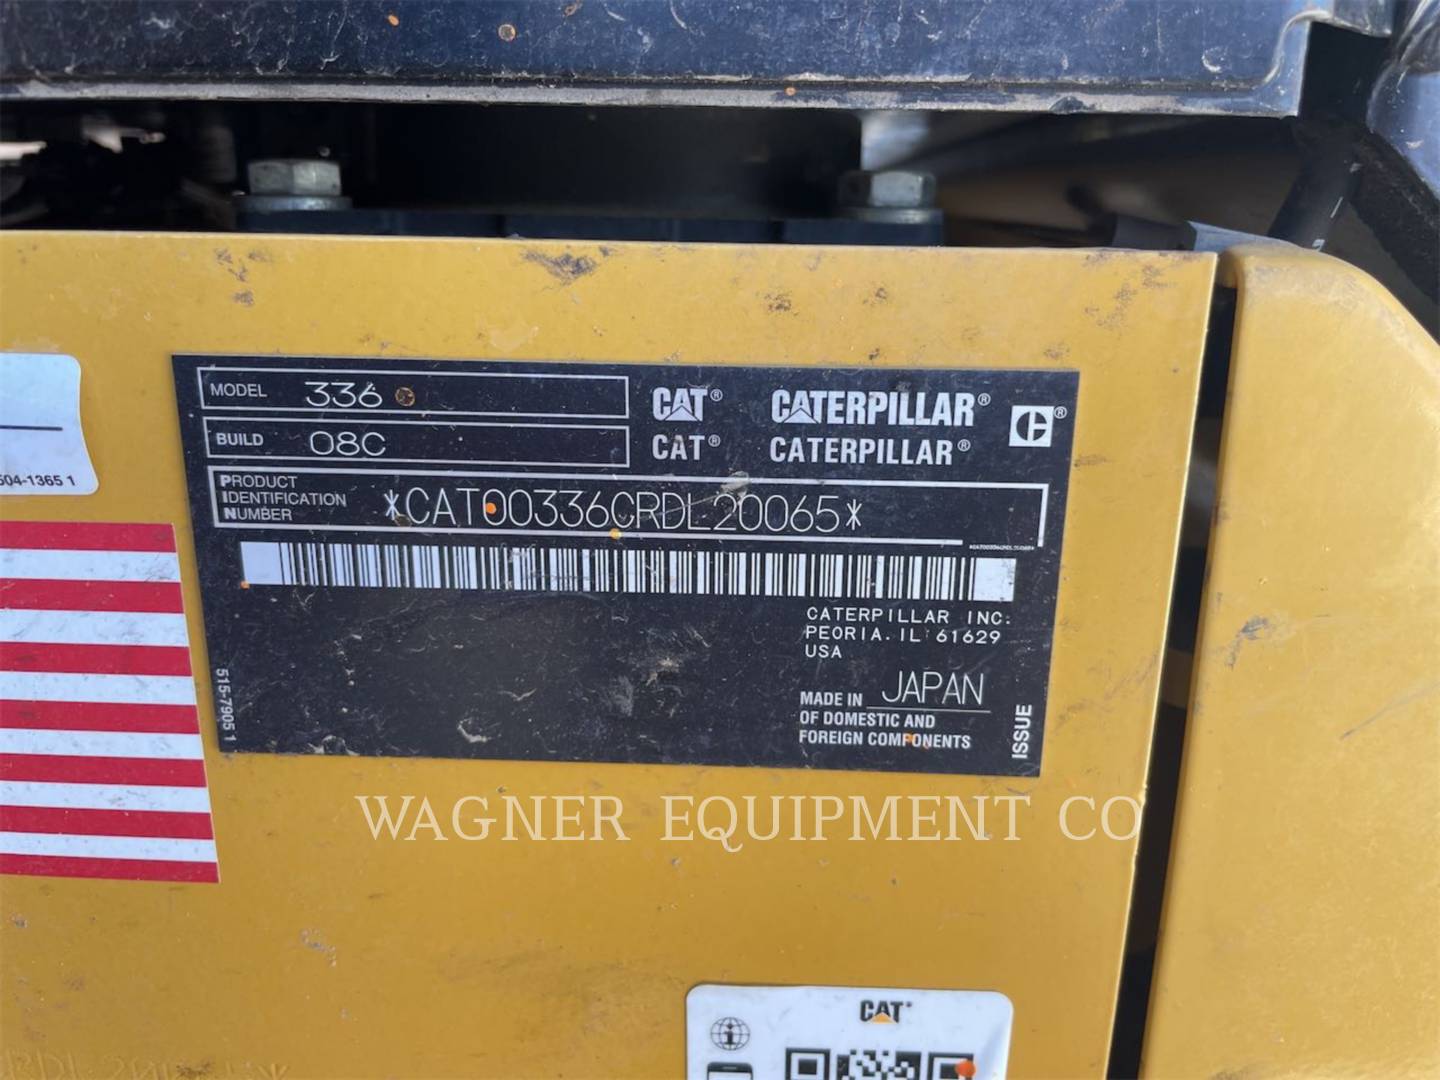 MODEL 336
BUILD 08C
CAT® CATERPILLAR®
CAT® CATERPILLAR®
PRODUCT
IDENTIFICATION
NUMBER
*CAT00336CRDL20065*
CATERPILLAR INC.
PEORIA. IL 61629
USA
MADE IN JAPAN
OF DOMESTIC AND
FOREIGN COMPONENTS
ISSUE
515-7905 1
504-1365 1
WAGNER EQUIPMENT CO
CAT